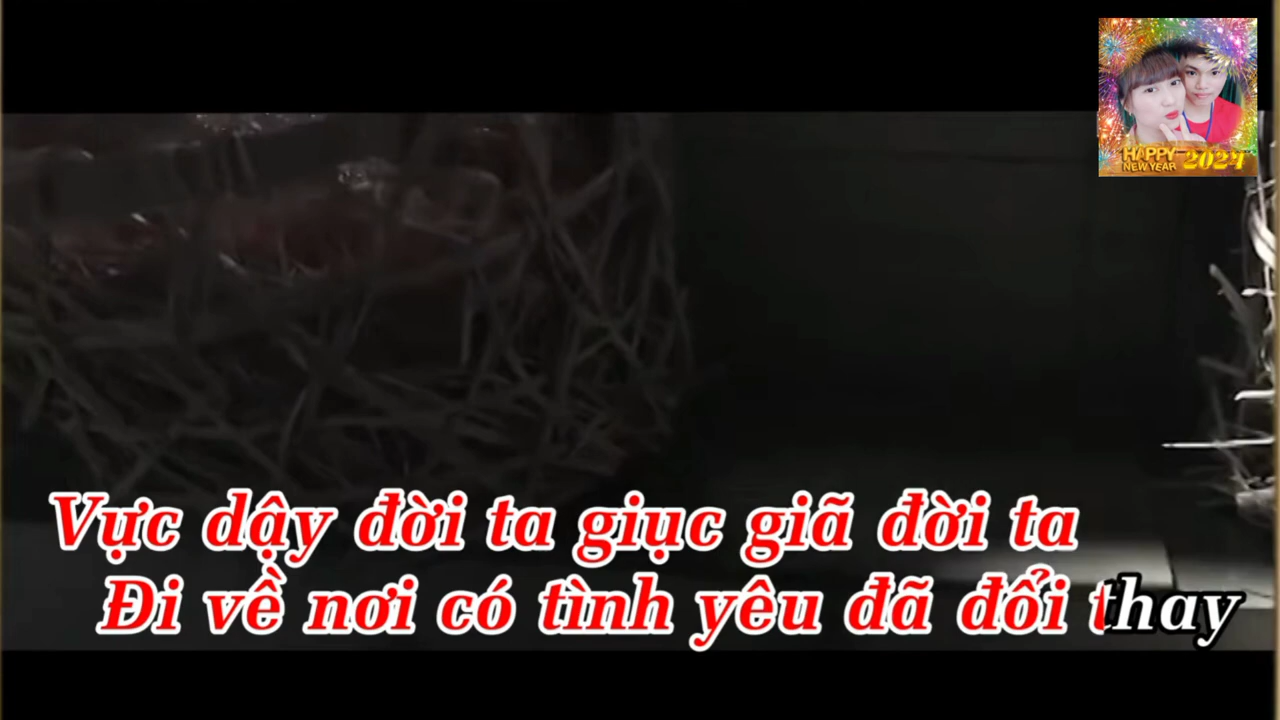 HAPPY
NEW YEAR 2024
Vực dậy đời ta giục giã đời ta
Đi về nơi có tình yêu đã đổi thay